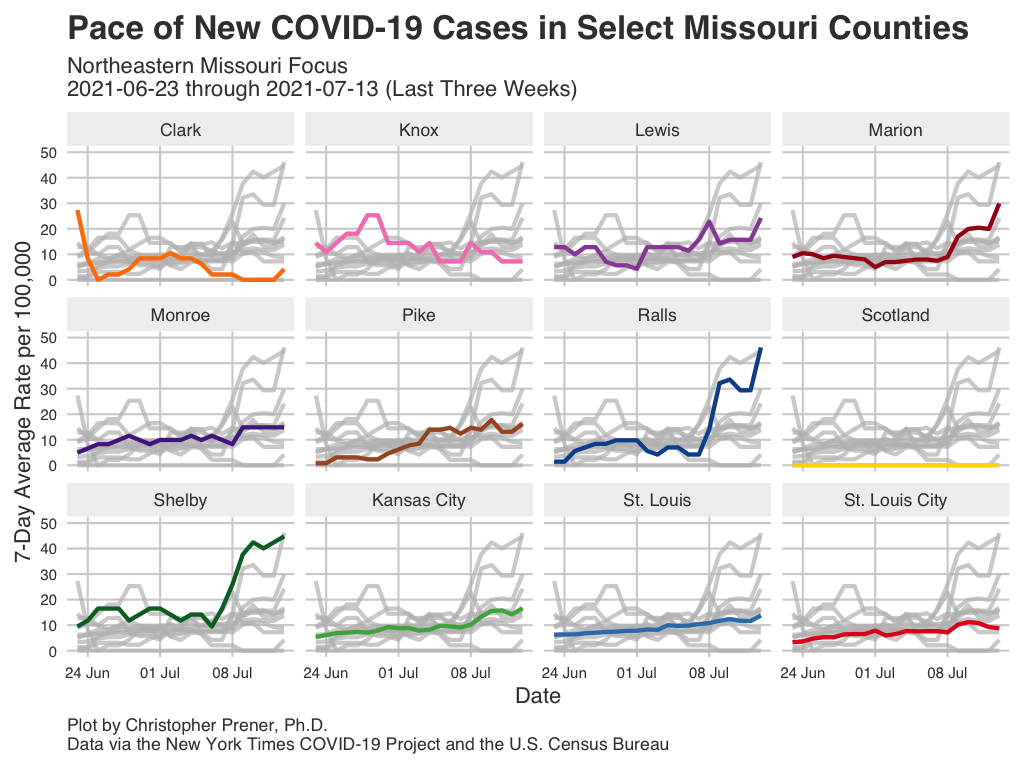 Pace of New COVID-19 Cases in Select Missouri Counties
Northeastern Missouri Focus
2021-06-23 through 2021-07-13 (Last Three Weeks)
7-Day Average Rate per 100,000
Clark
Knox
Lewis
Marion
50
40
30
20
10
0
Monroe
Pike
Ralls
Scotland
50
40
30
20
10
0
Shelby
Kansas City
St. Louis
St. Louis City
50
40
30
20
10
0
24 Jun 01 Jul 08 Jul
24 Jun 01 Jul 08 Jul
24 Jun 01 Jul 08 Jul
24 Jun 01 Jul 08 Jul
Date
Plot by Christopher Prener, Ph.D.
Data via the New York Times COVID-19 Project and the U.S. Census Bureau